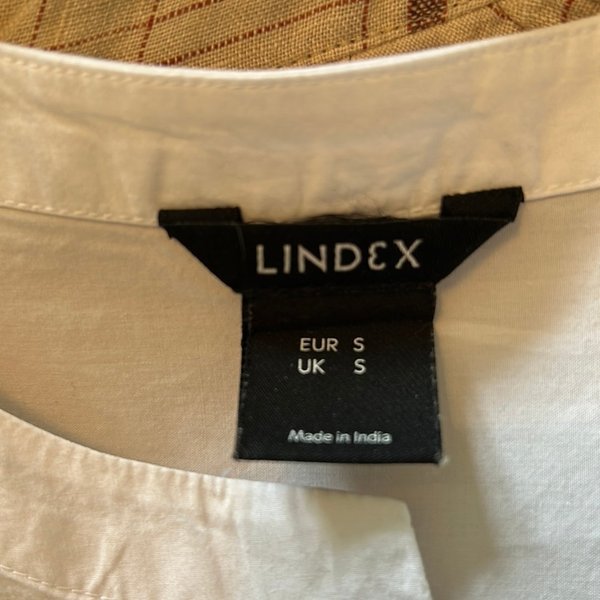 LINDEX
EUR S
UK S
Made in India